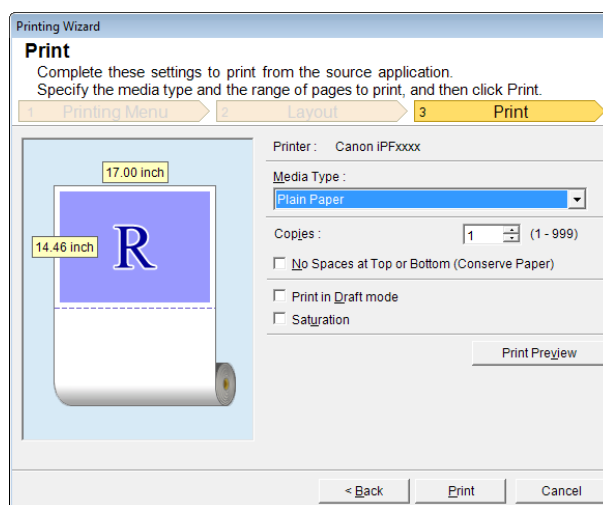 Printing Wizard
Print
Complete these settings to print from the source application.
Specify the media type and the range of pages to print, and then click Print.
1 Printing Menu 2 Layout 3 Print
Printer : Canon iPFxxxx
17.00 inch
Media Type :
Plain Paper
14.46 inch
R
Copies : 1 (1 - 999)
No Spaces at Top or Bottom (Conserve Paper)
Print in Draft mode
Saturation
Print Preview
< Back Print Cancel